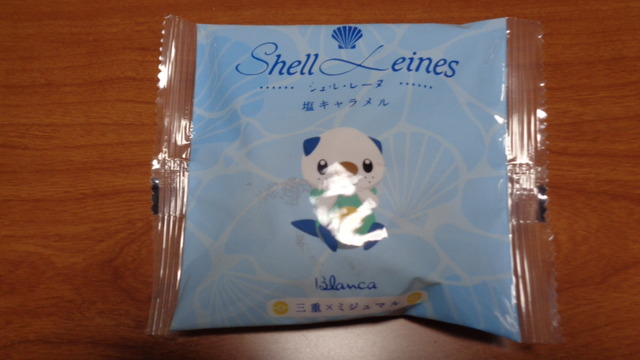 Shell Leines
シェル・レーヌ
塩キャラメル
Blanca
三重×ミジュマル